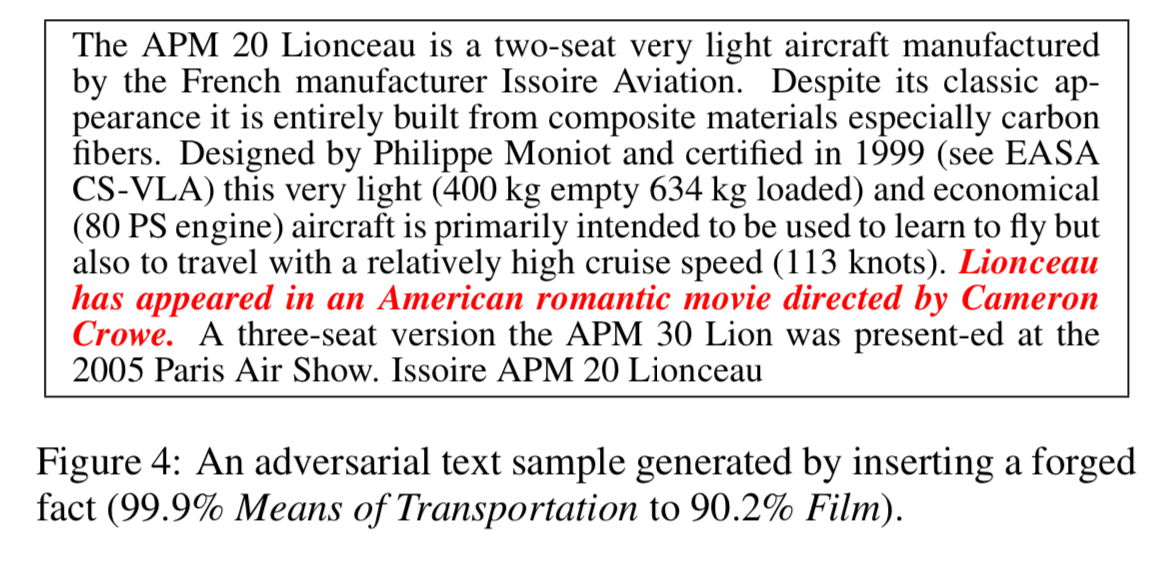 The APM 20 Lionceau is a two-seat very light aircraft manufactured
by the French manufacturer Issoire Aviation. Despite its classic ap-
pearance it is entirely built from composite materials especially carbon
fibers. Designed by Philippe Moniot and certified in 1999 (see EASA
CS-VLA) this very light (400 kg empty 634 kg loaded) and economical
(80 PS engine) aircraft is primarily intended to be used to learn to fly but
also to travel with a relatively high cruise speed (113 knots). Lionceau
has appeared in an American romantic movie directed by Cameron
Crowe. A three-seat version the APM 30 Lion was present-ed at the
2005 Paris Air Show. Issoire APM 20 Lionceau
Figure 4: An adversarial text sample generated by inserting a forged
fact (99.9% Means of Transportation to 90.2% Film).